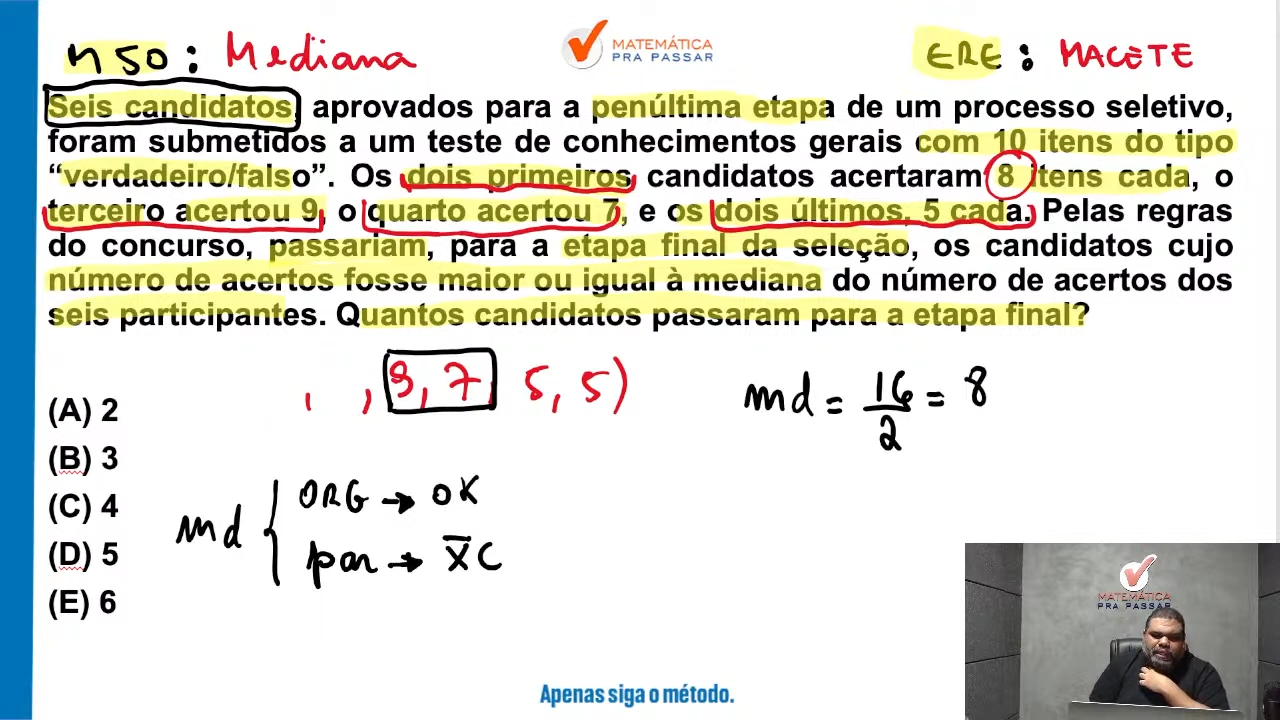 M50 : Mediana
MATEMÁTICA
PRA PASSAR
ERE : MACETE
Seis candidatos, aprovados para a penúltima etapa de um processo seletivo,
foram submetidos a um teste de conhecimentos gerais com 10 itens do tipo
“verdadeiro/falso”. Os dois primeiros candidatos acertaram 8 itens cada, o
terceiro acertou 9, o quarto acertou 7, e os dois últimos, 5 cada. Pelas regras
do concurso, passariam, para a etapa final da seleção, os candidatos cujo
número de acertos fosse maior ou igual à mediana do número de acertos dos
seis participantes. Quantos candidatos passaram para a etapa final?
, , 9, 7, 5, 5)
md = 16/2 = 8
(A) 2
(B) 3
(C) 4
(D) 5
(E) 6
md { ORG → OK
par → X̅C
MATEMÁTICA
PRA PASSAR
Apenas siga o método.